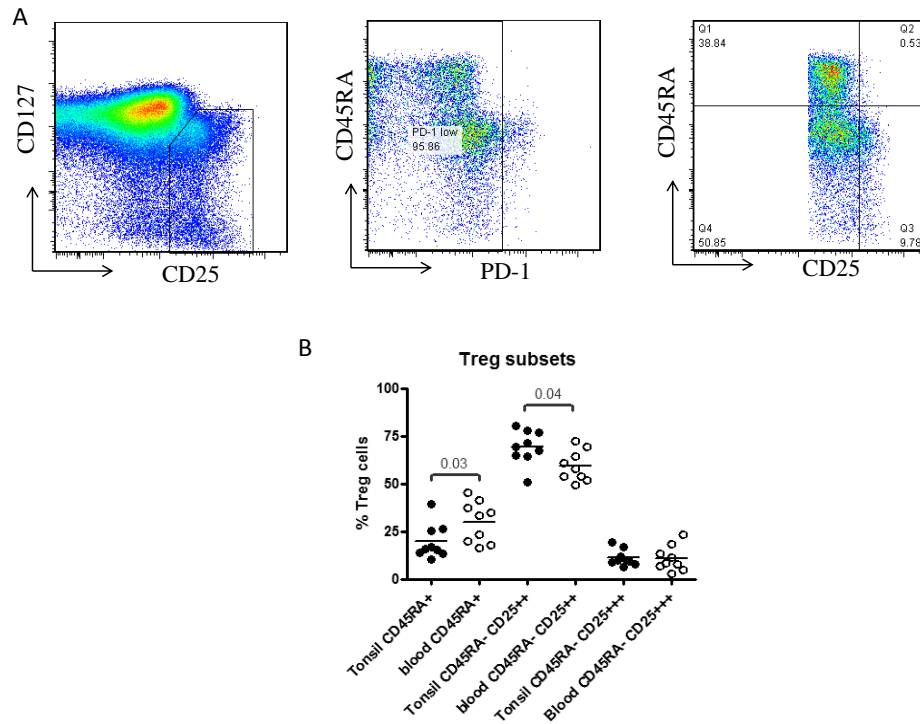 A
CD127
CD25
CD45RA
PD-1 low
95.86
PD-1
CD45RA
Q1
38.84
Q2
0.53
Q4
50.85
Q3
9.78
CD25
B
Treg subsets
% Treg cells
100
75
50
25
0
0.03
0.04
Tonsil CD45RA+
blood CD45RA+
Tonsil CD45RA- CD25++
blood CD45RA- CD25++
Tonsil CD45RA- CD25+++
Blood CD45RA- CD25+++